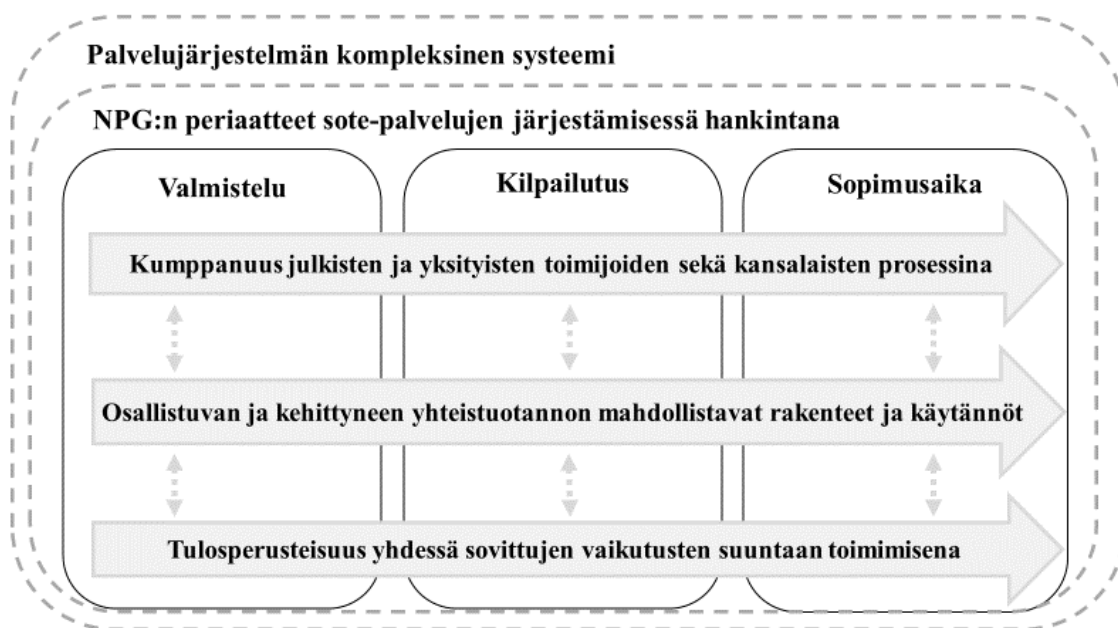 Palvelujärjestelmän kompleksinen systeemi
NPG:n periaatteet sote-palvelujen järjestämisessä hankintana
Valmistelu
Kilpailutus
Sopimusaika
Kumppanuus julkisten ja yksityisten toimijoiden sekä kansalaisten prosessina
Osallistuvan ja kehittyneen yhteistuotannon mahdollistavat rakenteet ja käytännöt
Tulosperusteisuus yhdessä sovittujen vaikutusten suuntaan toimimisena